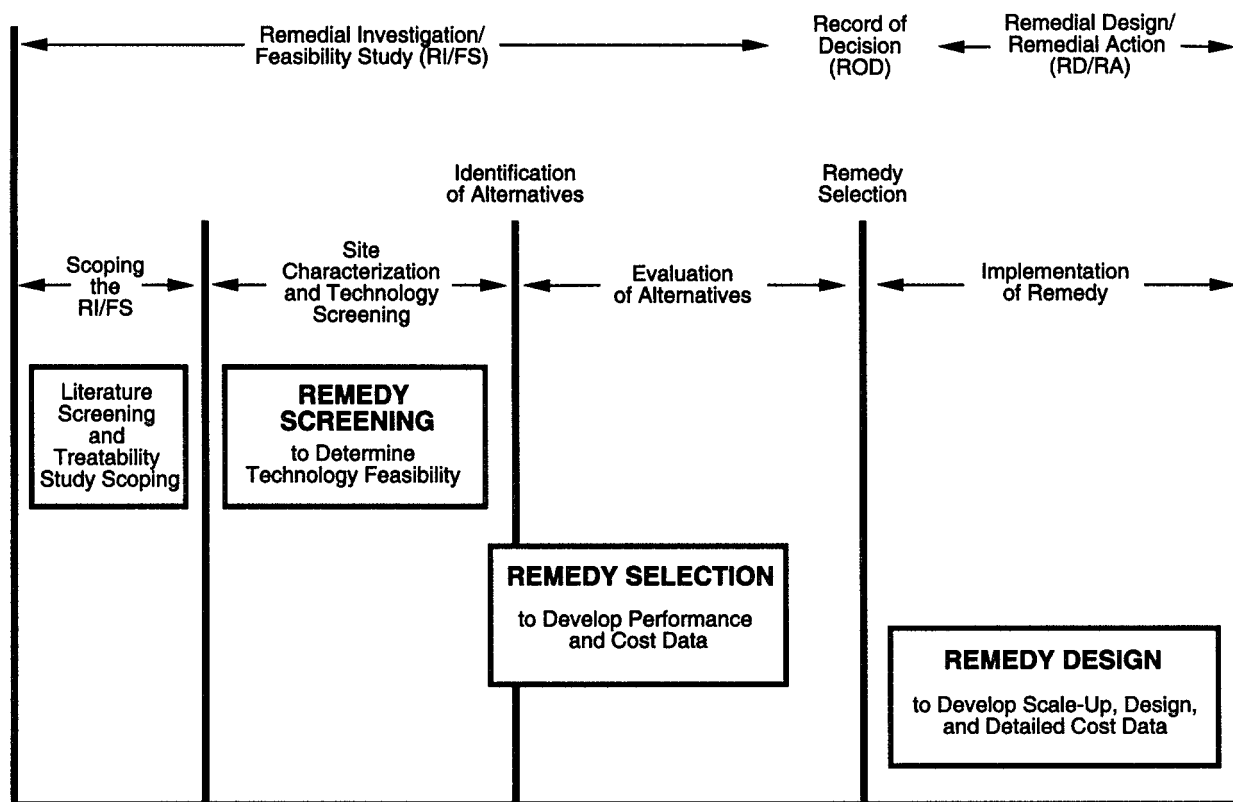 Remedial Investigation/
Feasibility Study (RI/FS)
Record of
Decision
(ROD)
Remedial Design/
Remedial Action
(RD/RA)
Identification
of Alternatives
Remedy
Selection
Scoping
the
RI/FS
Site
Characterization
and Technology
Screening
Evaluation
of Alternatives
Implementation
of Remedy
Literature
Screening
and
Treatability
Study Scoping
REMEDY
SCREENING
to Determine
Technology Feasibility
REMEDY SELECTION
to Develop Performance
and Cost Data
REMEDY DESIGN
to Develop Scale-Up, Design,
and Detailed Cost Data